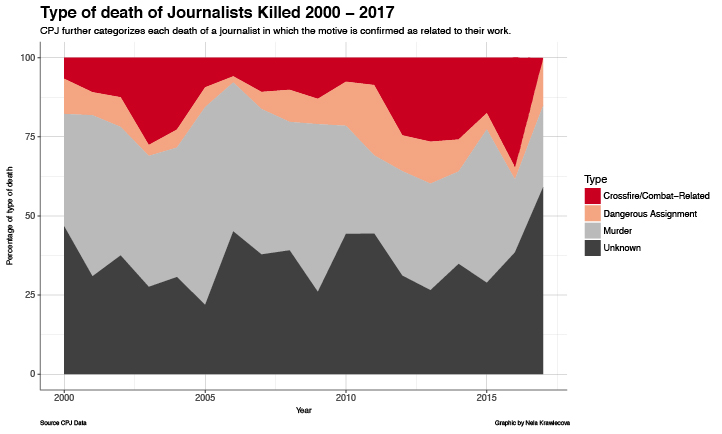 Type of death of Journalists Killed 2000 – 2017
CPJ further categorizes each death of a journalist in which the motive is confirmed as related to their work.
100
75
50
25
0
Percentage of type of death
2000
2005
2010
2015
Year
Type
Crossfire/Combat−Related
Dangerous Assignment
Murder
Unknown
Source CPJ Data
Graphic by Nela Krawlecova